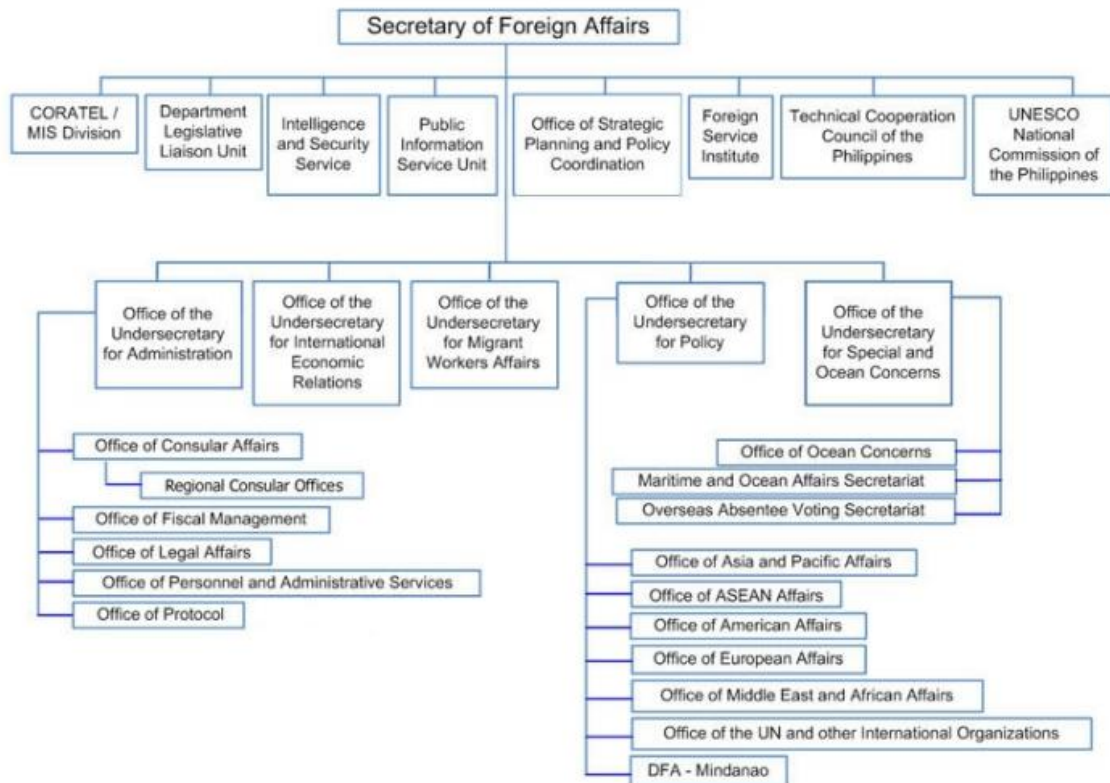 Secretary of Foreign Affairs
CORATEL /
MIS Division
Department
Legislative
Liaison Unit
Intelligence
and Security
Service
Public
Information
Service Unit
Office of Strategic
Planning and Policy
Coordination
Foreign
Service
Institute
Technical Cooperation
Council of the
Philippines
UNESCO
National
Commission of
the Philippines
Office of the
Undersecretary
for Administration
Office of the
Undersecretary
for International
Economic
Relations
Office of the
Undersecretary
for Migrant
Workers Affairs
Office of the
Undersecretary
for Policy
Office of the
Undersecretary
for Special and
Ocean Concerns
Office of Consular Affairs
Regional Consular Offices
Office of Fiscal Management
Office of Legal Affairs
Office of Personnel and Administrative Services
Office of Protocol
Office of Ocean Concerns
Maritime and Ocean Affairs Secretariat
Overseas Absentee Voting Secretariat
Office of Asia and Pacific Affairs
Office of ASEAN Affairs
Office of American Affairs
Office of European Affairs
Office of Middle East and African Affairs
Office of the UN and other International Organizations
DFA - Mindanao